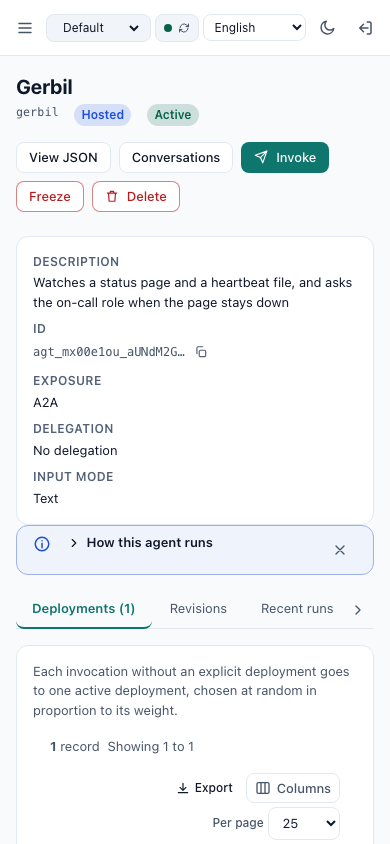 Default
English
Gerbil
gerbil
Hosted
Active
View JSON
Conversations
Invoke
Freeze
Delete
DESCRIPTION
Watches a status page and a heartbeat file, and asks
the on-call role when the page stays down
ID
agt_mx00e1ou_aUNdM2G…
EXPOSURE
A2A
DELEGATION
No delegation
INPUT MODE
Text
How this agent runs
Deployments (1)
Revisions
Recent runs
Each invocation without an explicit deployment goes
to one active deployment, chosen at random in
proportion to its weight.
1 record Showing 1 to 1
Export
Columns
Per page
25